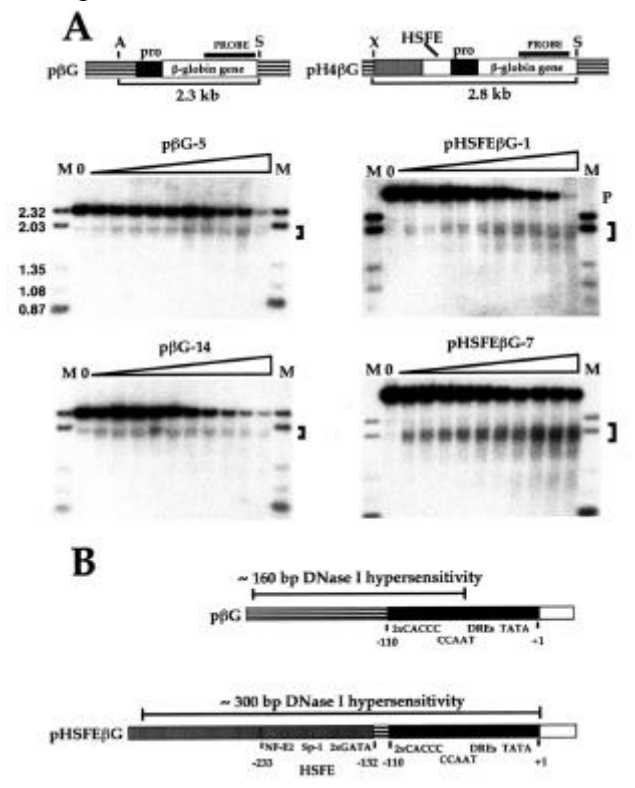 A
A pro PROBE S
pβG β-globin gene
2.3 kb
X HSFE pro PROBE S
pH4βG β-globin gene
2.8 kb
pβG-5
M 0 M
2.32
2.03
1.35
1.08
0.87
pHSFEβG-1
M 0 M
P
pβG-14
M 0 M
pHSFEβG-7
M 0 M
B
~ 160 bp DNase I hypersensitivity
pβG
-110 2xCACCC CCAAT DREs TATA +1
~ 300 bp DNase I hypersensitivity
pHSFEβG
NF-E2 Sp-1 2xGATA 2xCACCC DREs TATA
-233 HSFE -132 -110 CCAAT +1